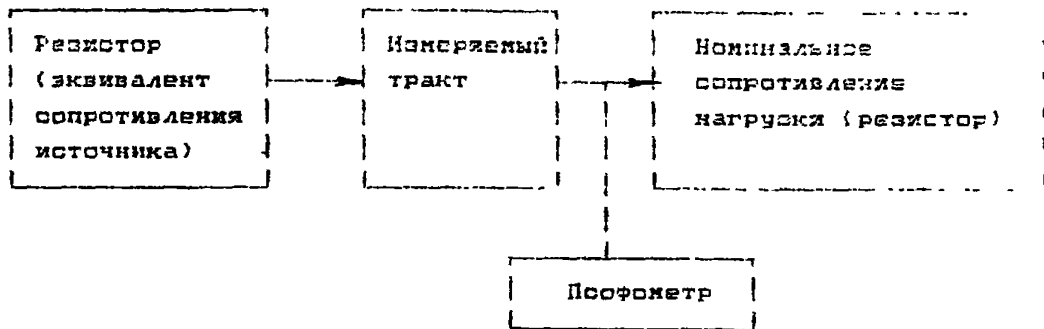 Резистор
(эквивалент
сопротивления
источника)
Измеряемый
тракт
Номинальное
сопротивление
нагрузки (резистор)
Псофометр